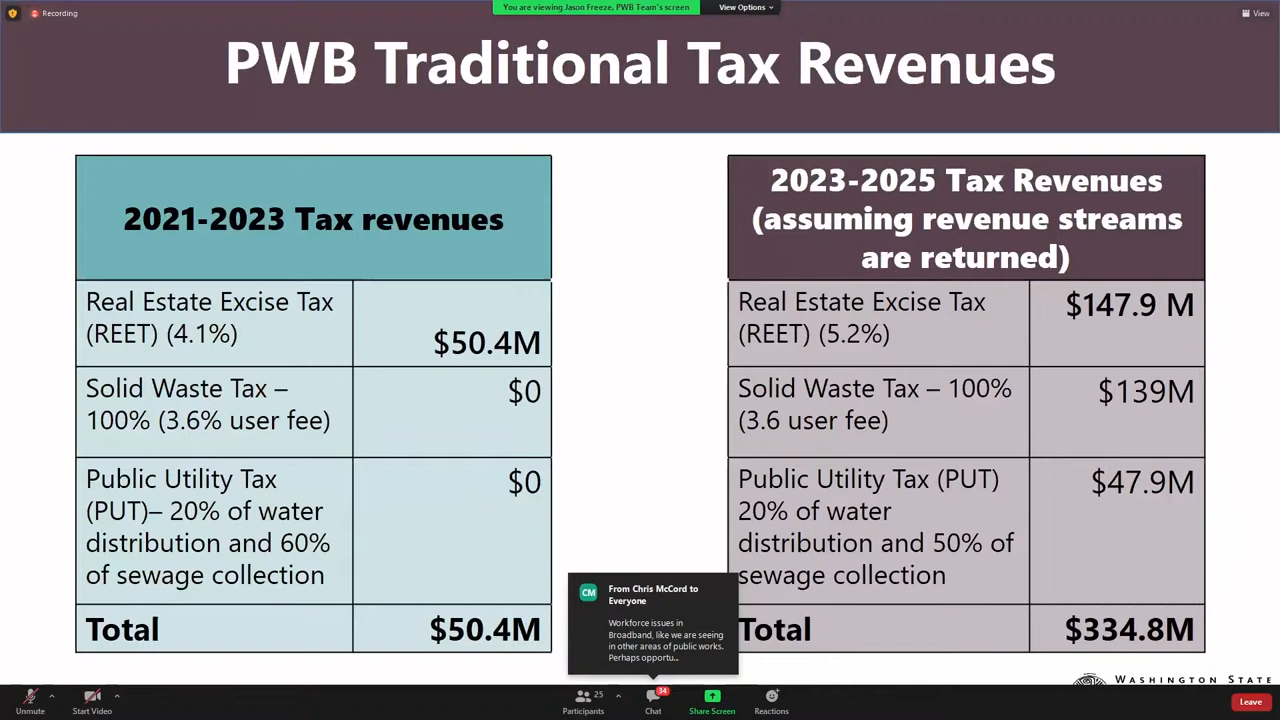 Recording
You are viewing Jason Freeze, PWB Team's screen
View Options
View
PWB Traditional Tax Revenues
2021-2023 Tax revenues
Real Estate Excise Tax
(REET) (4.1%)
$50.4M
Solid Waste Tax –
100% (3.6% user fee)
$0
Public Utility Tax
(PUT)– 20% of water
distribution and 60%
of sewage collection
$0
Total
$50.4M
2023-2025 Tax Revenues
(assuming revenue streams
are returned)
Real Estate Excise Tax
(REET) (5.2%)
$147.9 M
Solid Waste Tax – 100%
(3.6 user fee)
$139M
Public Utility Tax (PUT)
20% of water
distribution and 50% of
sewage collection
$47.9M
Total
$334.8M
CM
From Chris McCord to
Everyone
Workforce issues in
Broadband, like we are seeing
in other areas of public works.
Perhaps opportu...
WASHINGTON STATE
Unmute
Start Video
25
Participants
34
Chat
Share Screen
Reactions
Leave